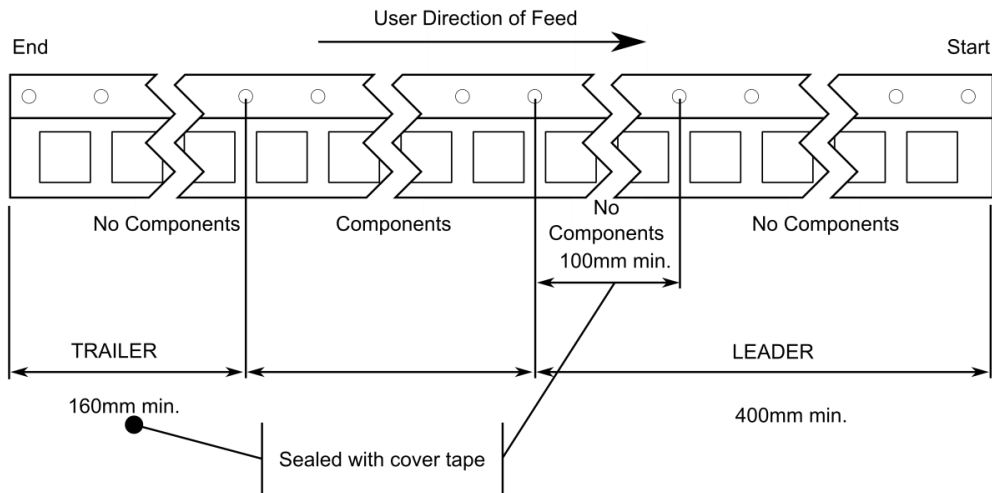 User Direction of Feed
End
Start
No Components
Components
No
Components
100mm min.
No Components
TRAILER
LEADER
160mm min.
400mm min.
Sealed with cover tape